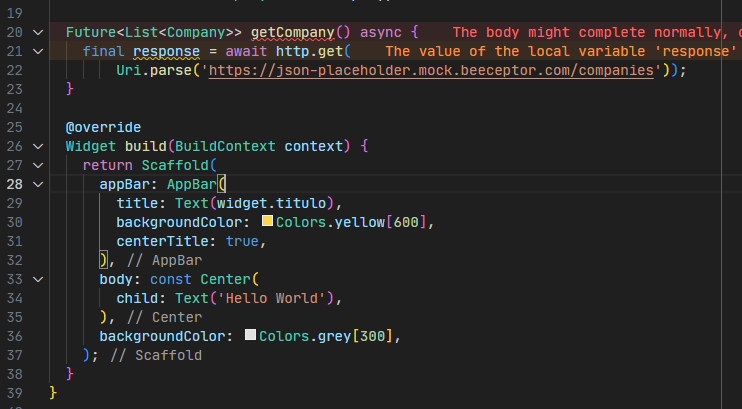 19
20 Future<List<Company>> getCompany() async { The body might complete normally,
21 final response = await http.get( The value of the local variable 'response'
22 Uri.parse('https://json-placeholder.mock.beeceptor.com/companies'));
23 }
24
25 @override
26 Widget build(BuildContext context) {
27 return Scaffold(
28 appBar: AppBar(
29 title: Text(widget.titulo),
30 backgroundColor: Colors.yellow[600],
31 centerTitle: true,
32 ), // AppBar
33 body: const Center(
34 child: Text('Hello World'),
35 ), // Center
36 backgroundColor: Colors.grey[300],
37 ); // Scaffold
38 }
39 }